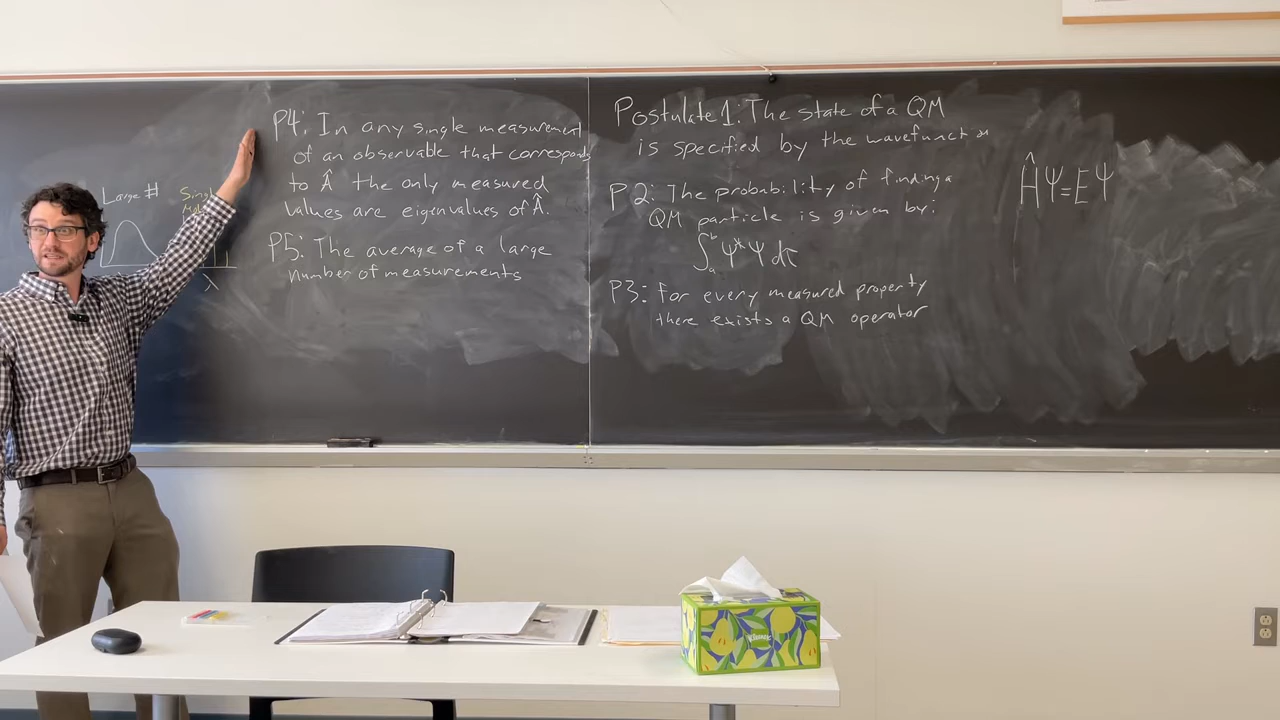 Large #
Single
λ
P4: In any single measurement
of an observable that corresponds
to Â the only measured
values are eigenvalues of Â.
P5: The average of a large
number of measurements
Postulate 1: The state of a QM
is specified by the wavefunct
P2: The probability of finding a
QM particle is given by:
∫ₐᵇ Ψ*Ψ dτ
P3: For every measured property
there exists a QM operator
ĤΨ=EΨ
Kleenex